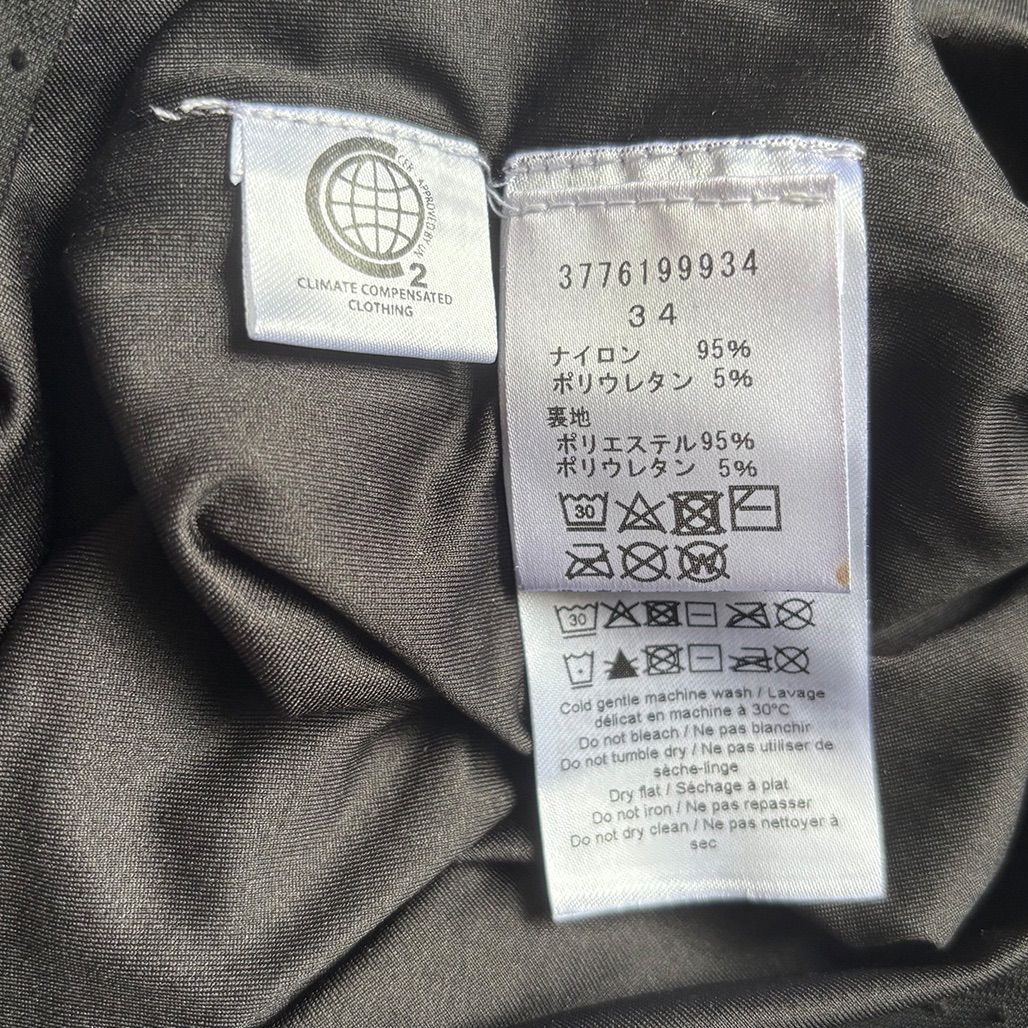 CER - APPROVED BY UN
2
CLIMATE COMPENSATED
CLOTHING
3776199934
34
ナイロン 95%
ポリウレタン 5%
裏地
ポリエステル95%
ポリウレタン 5%
30
W
30
Cold gentle machine wash / Lavage
délicat en machine à 30°C
Do not bleach / Ne pas blanchir
Do not tumble dry / Ne pas utiliser de
sèche-linge
Dry flat / Séchage à plat
Do not iron / Ne pas repasser
Do not dry clean / Ne pas nettoyer à
sec